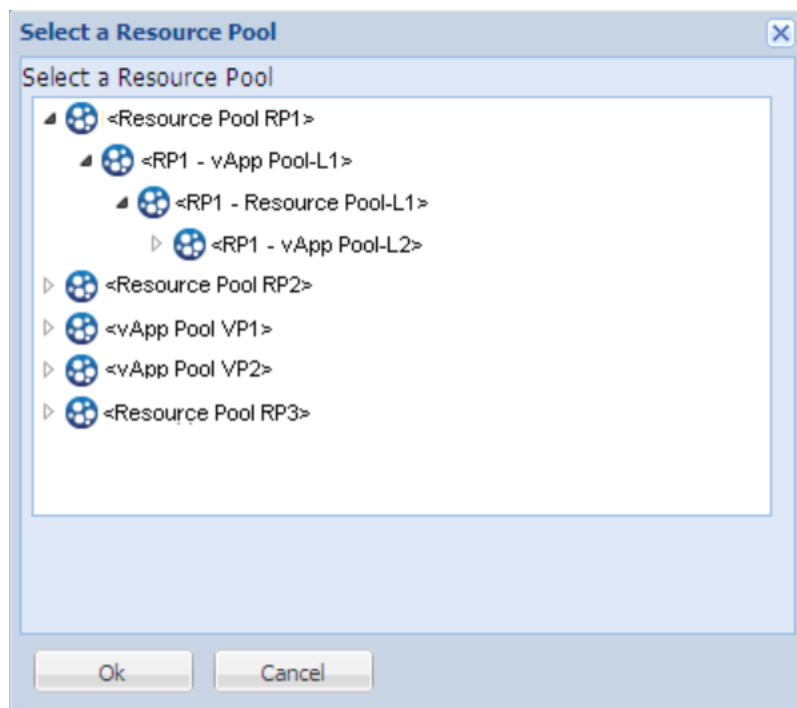 Select a Resource Pool
Select a Resource Pool
<Resource Pool RP1>
<RP1 - vApp Pool-L1>
<RP1 - Resource Pool-L1>
<RP1 - vApp Pool-L2>
<Resource Pool RP2>
<vApp Pool VP1>
<vApp Pool VP2>
<Resource Pool RP3>
Ok Cancel